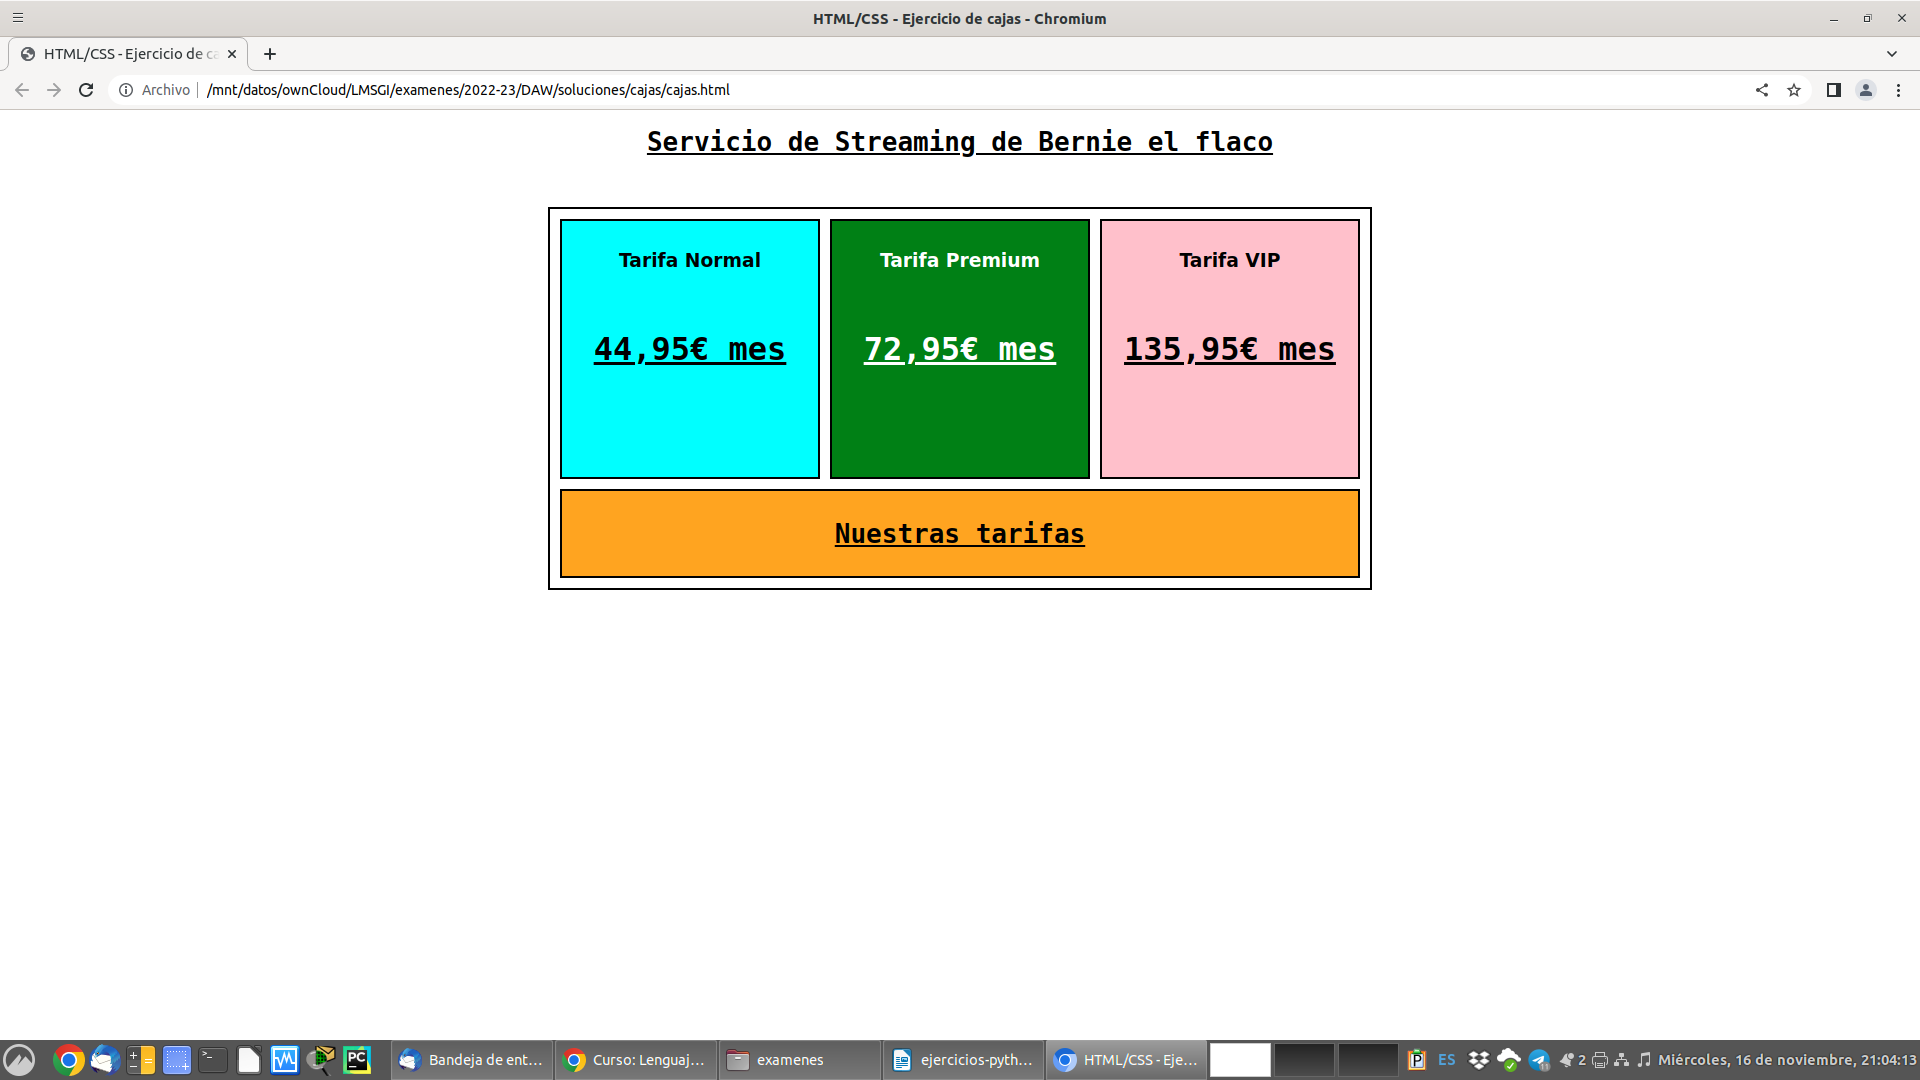 HTML/CSS - Ejercicio de cajas - Chromium
HTML/CSS - Ejercicio de ca
Archivo /mnt/datos/ownCloud/LMSGI/examenes/2022-23/DAW/soluciones/cajas/cajas.html
Servicio de Streaming de Bernie el flaco
Tarifa Normal
44,95€ mes
Tarifa Premium
72,95€ mes
Tarifa VIP
135,95€ mes
Nuestras tarifas
Bandeja de ent...
Curso: Lenguaj...
examenes
ejercicios-pyth...
HTML/CSS - Eje...
ES
2
Miércoles, 16 de noviembre, 21:04:13